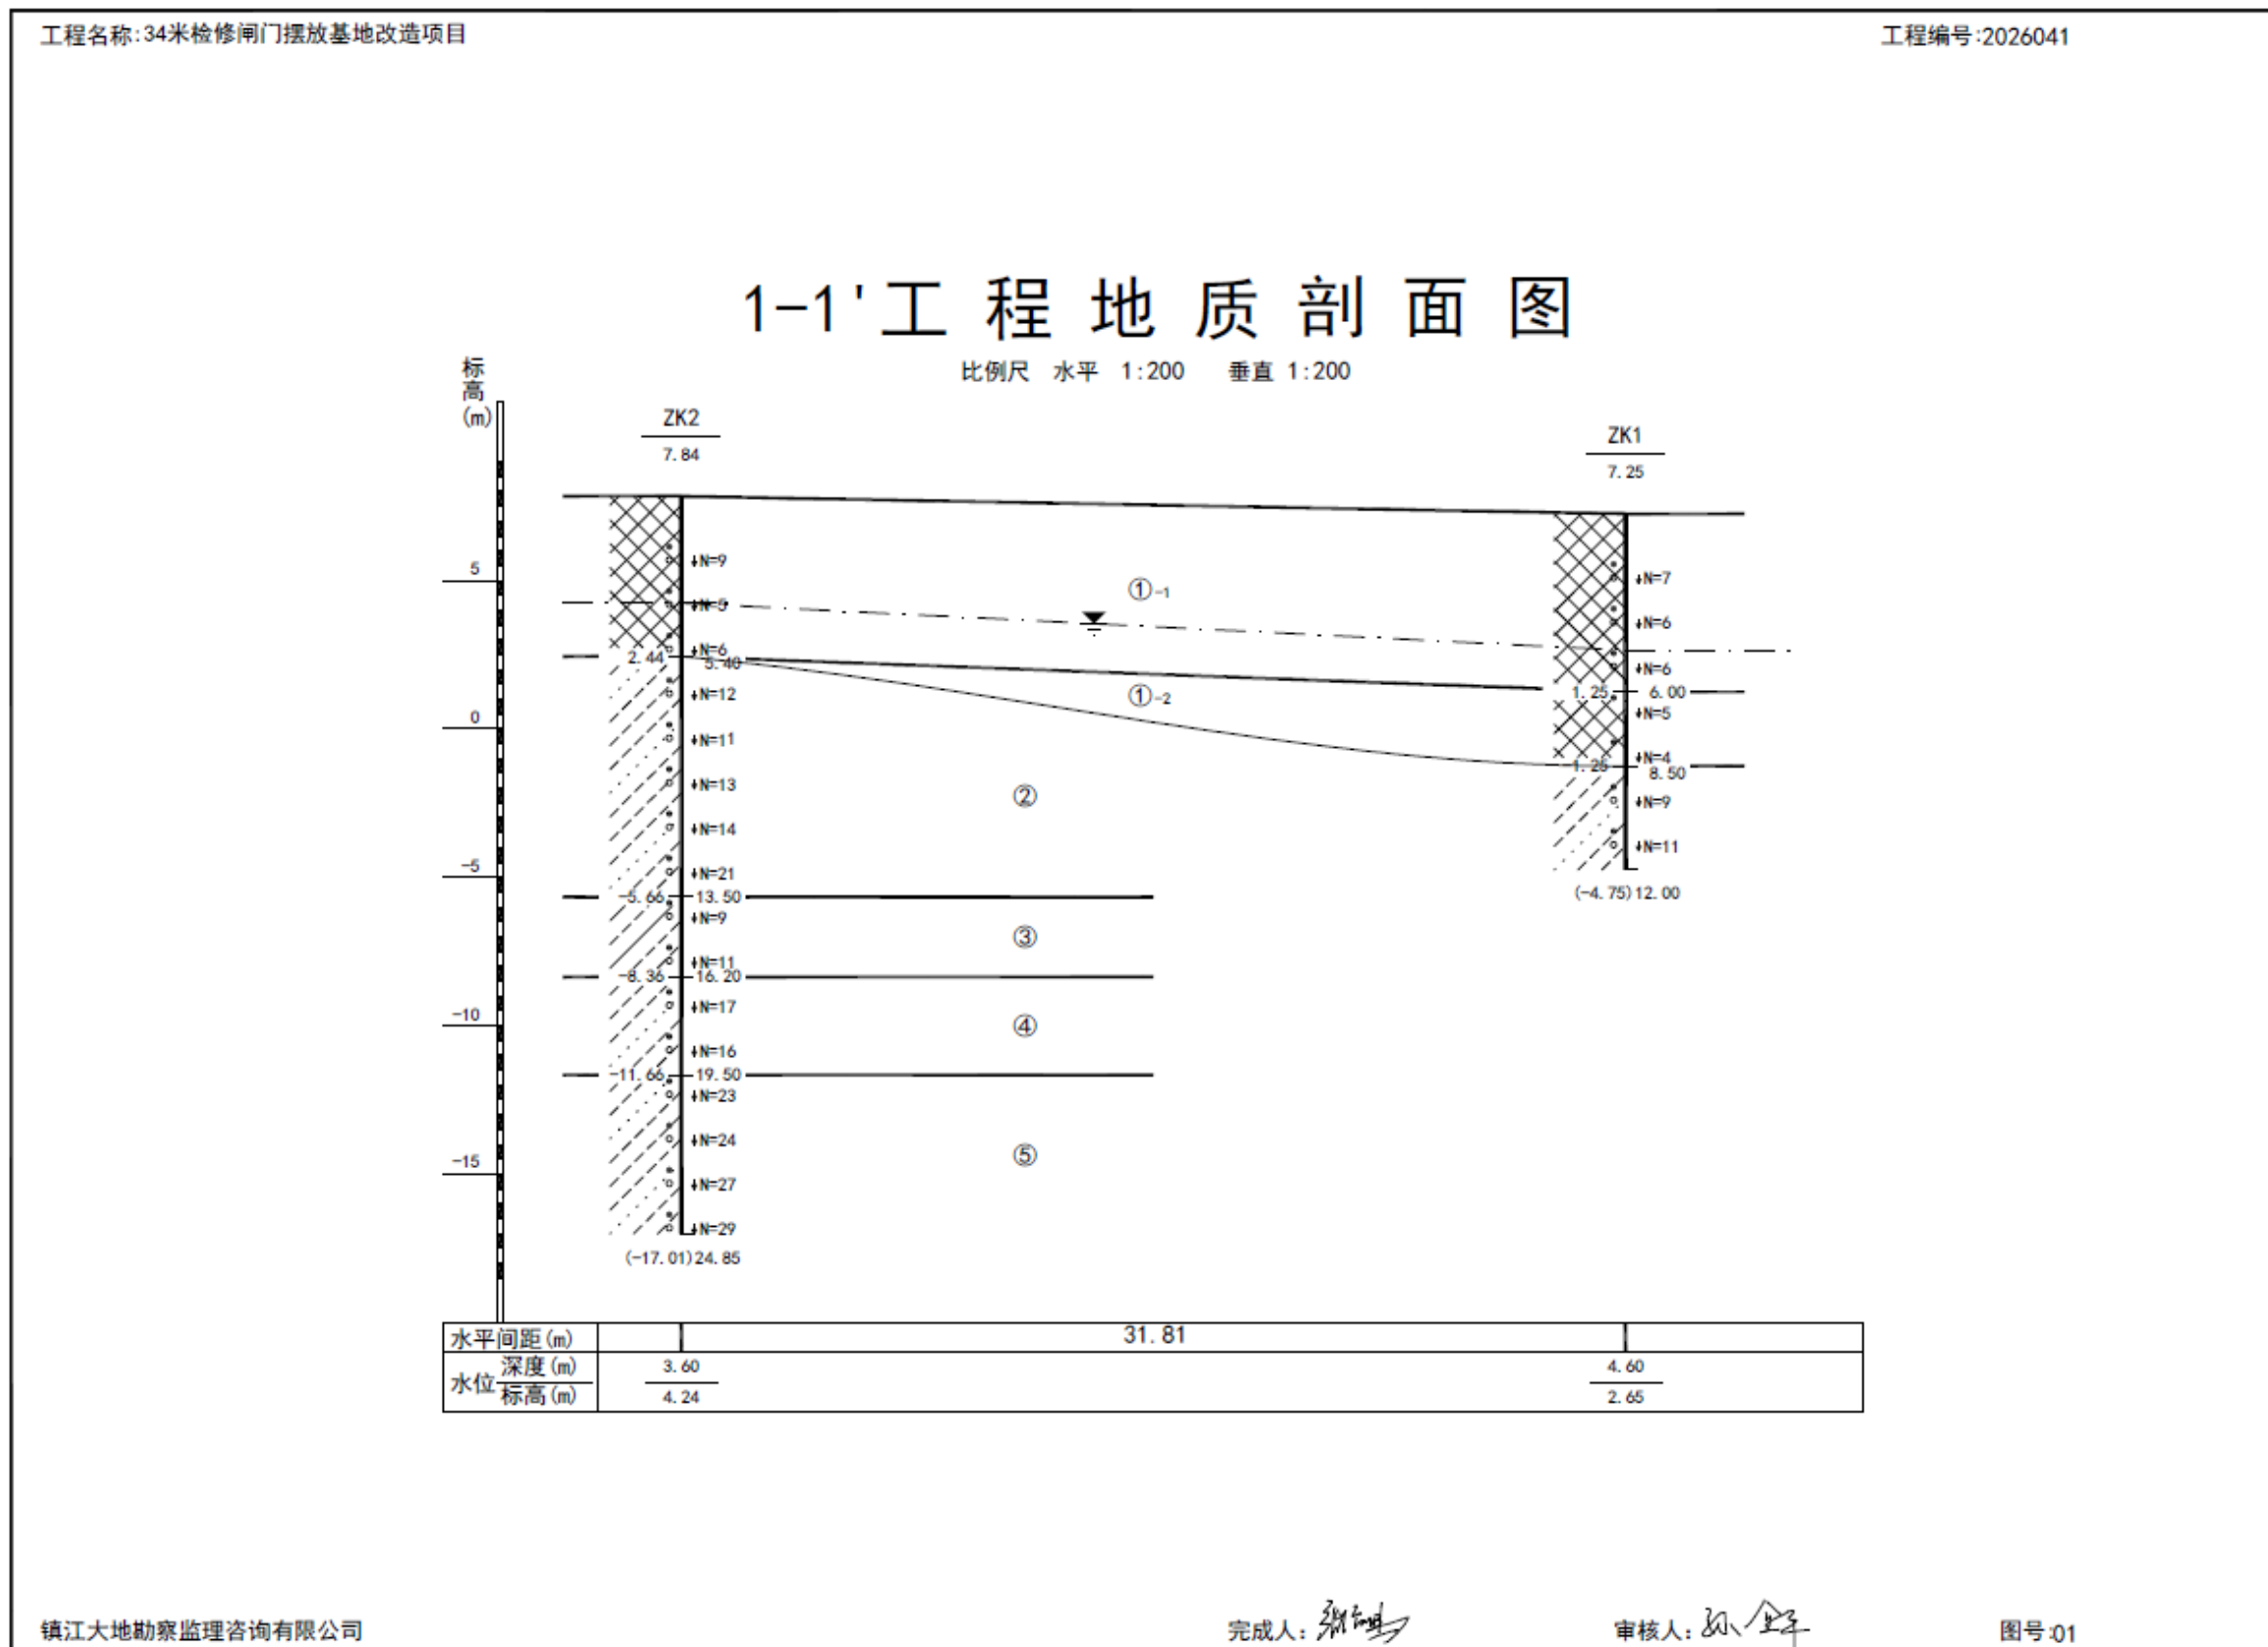 工程名称:34米检修闸门摆放基地改造项目
工程编号:2026041
1-1'工程地质剖面图
比例尺 水平 1:200 垂直 1:200
标高(m)
ZK2
7.84
ZK1
7.25
N=9
5
①-1
N=7
N=5
N=6
N=6
2.44 5.40
N=6
N=12
①-2
1.25 6.00
N=5
0
N=11
N=4
-1.25 8.50
N=13
②
N=9
N=14
N=11
-5
N=21
-5.66 13.50
(-4.75)12.00
N=9
③
N=11
-8.36 16.20
N=17
-10
④
N=16
-11.66 19.50
N=23
N=24
⑤
-15
N=27
N=29
(-17.01)24.85
水平间距(m) 31.81
水位 深度(m) 3.60 4.60
标高(m) 4.24 2.65
镇江大地勘察监理咨询有限公司
完成人:
审核人:
图号:01